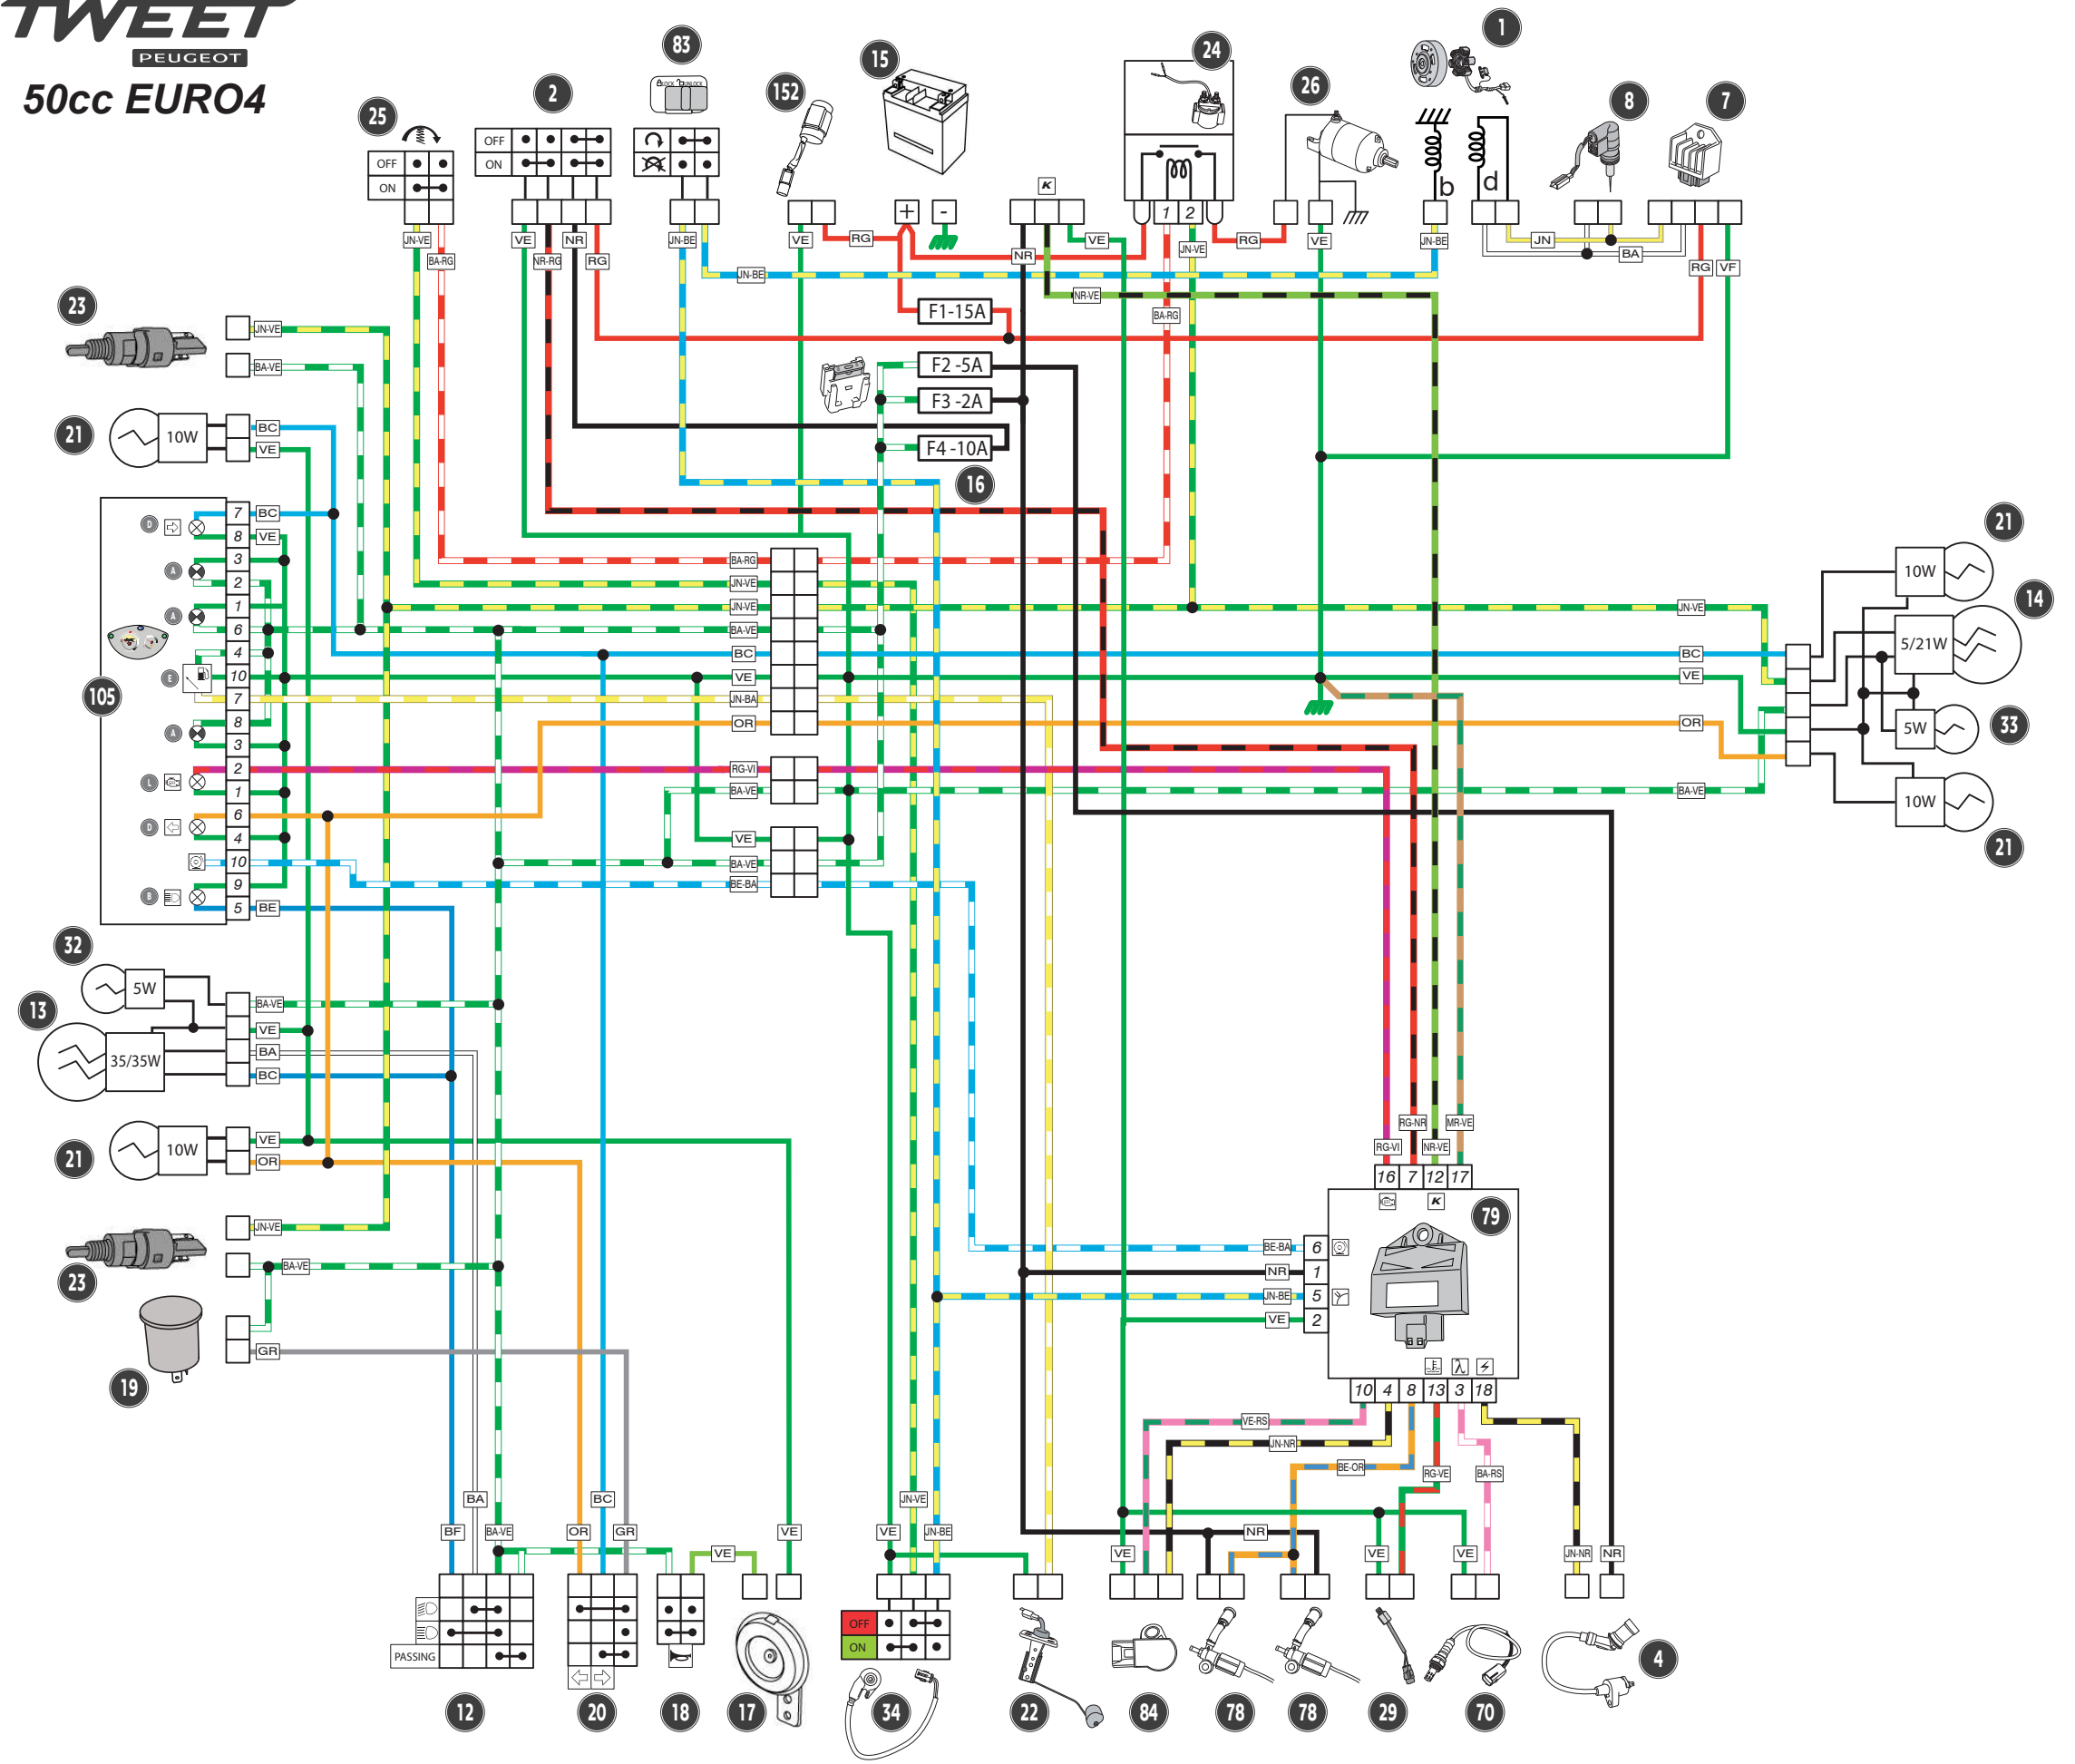 TWEET
PEUGEOT
50cc EURO4
83
15
24
1
152
26
8
7
25
2
LOCK UNLOCK
OFF
ON
OFF
ON
K
b
d
+
-
1
2
JN-VE
BA-RG
VE
NR-RG
NR
RG
JN-BE
JN-BE
VE
RG
NR
VE
NR-VE
JN-VE
BA-RG
RG
VE
JN-BE
JN
BA
RG
VF
23
JN-VE
BA-VE
F1-15A
F2 -5A
F3 -2A
F4 -10A
16
21
10W
BC
VE
105
D
A
A
E
A
L
D
B
7
BC
8
VE
3
2
1
6
4
10
7
8
3
2
1
6
4
10
9
5
BE
BA-RG
JN-VE
JN-VE
BA-VE
BC
VE
JN-BA
OR
RG-VI
BA-VE
VE
BA-VE
BE-BA
JN-VE
BC
VE
OR
BA-VE
21
10W
14
5/21W
5W
33
10W
21
32
5W
13
35/35W
BA-VE
VE
BA
BC
21
10W
VE
OR
23
JN-VE
BA-VE
19
GR
RG-NR
MR-VE
RG-VI
NR-VE
16
7
12
17
K
79
BE-BA
6
NR
1
JN-BE
5
VE
2
λ
10
4
8
13
3
18
VE-RS
JN-NR
BE-OR
RG-VE
BA-RS
BA
BC
JN-VE
BF
BA-VE
OR
GR
VE
VE
JN-BE
NR
VE
VE
VE
VE
JN-NR
NR
OFF
ON
PASSING
12
20
18
17
34
22
84
78
78
29
70
4